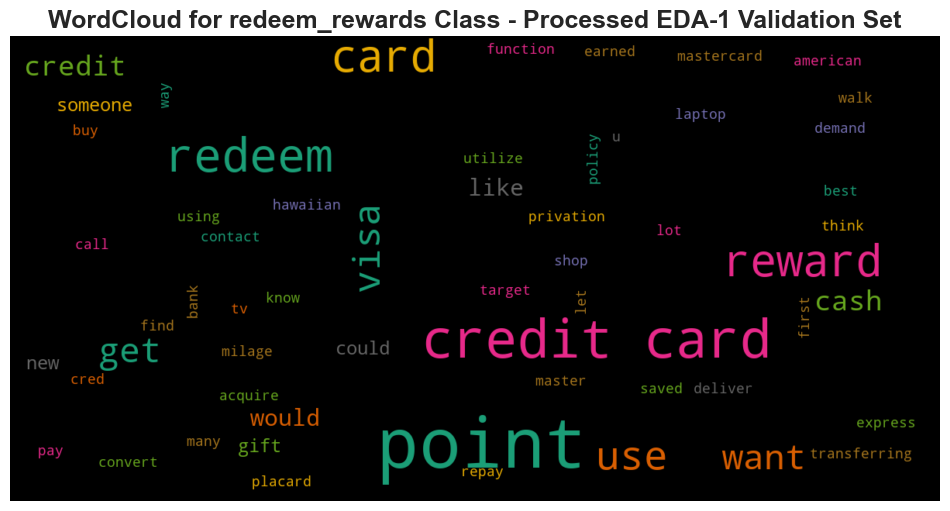 WordCloud for redeem_rewards Class - Processed EDA-1 Validation Set
credit
card
function
earned
mastercard
american
someone
way
buy
walk
laptop
demand
u
redeem
utilize
policy
like
best
hawaiian
using
contact
call
visa
privation
think
lot
shop
reward
bank
know
tv
target
let
cash
first
find
get
new
milage
could
credit card
cred
acquire
master
saved
deliver
would
many
gift
point
express
pay
convert
placard
repay
use
want
transferring